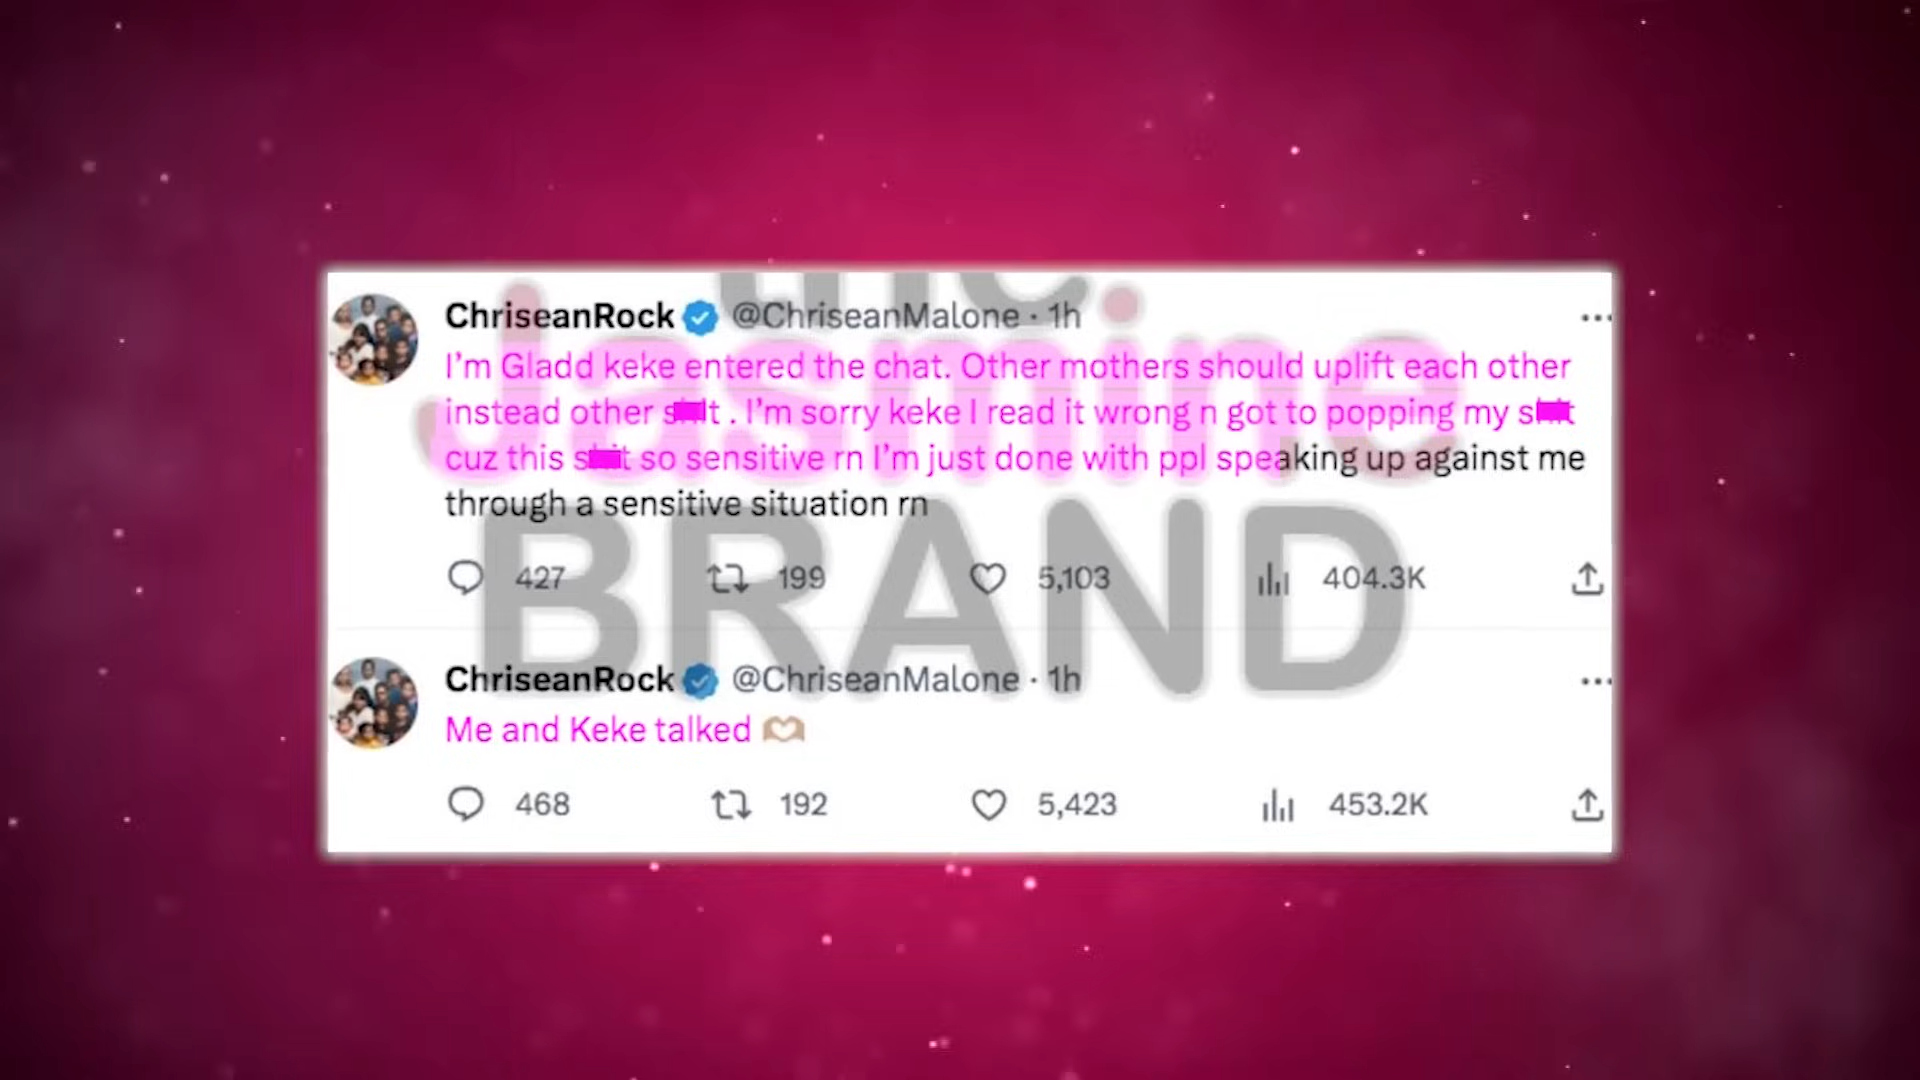 ChriseanRock @ChriseanMalone · 1h
I'm Gladd keke entered the chat. Other mothers should uplift each other
instead other s t . I'm sorry keke I read it wrong n got to popping my s t
cuz this s t so sensitive rn I'm just done with ppl speaking up against me
through a sensitive situation rn
427 199 5,103 404.3K
ChriseanRock @ChriseanMalone · 1h
Me and Keke talked
468 192 5,423 453.2K
the
Jasmine
BRAND